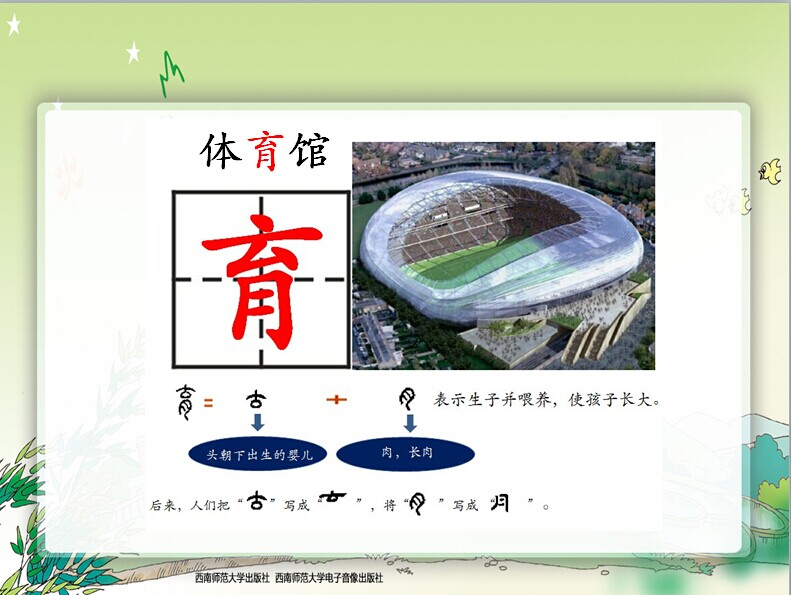 体育馆
育
= + 表示生子并喂养，使孩子长大。
头朝下出生的婴儿 肉，长肉
后来，人们把“ ”写成“ ”，将“ ”写成“ ”。
西南师范大学出版社 西南师范大学电子音像出版社